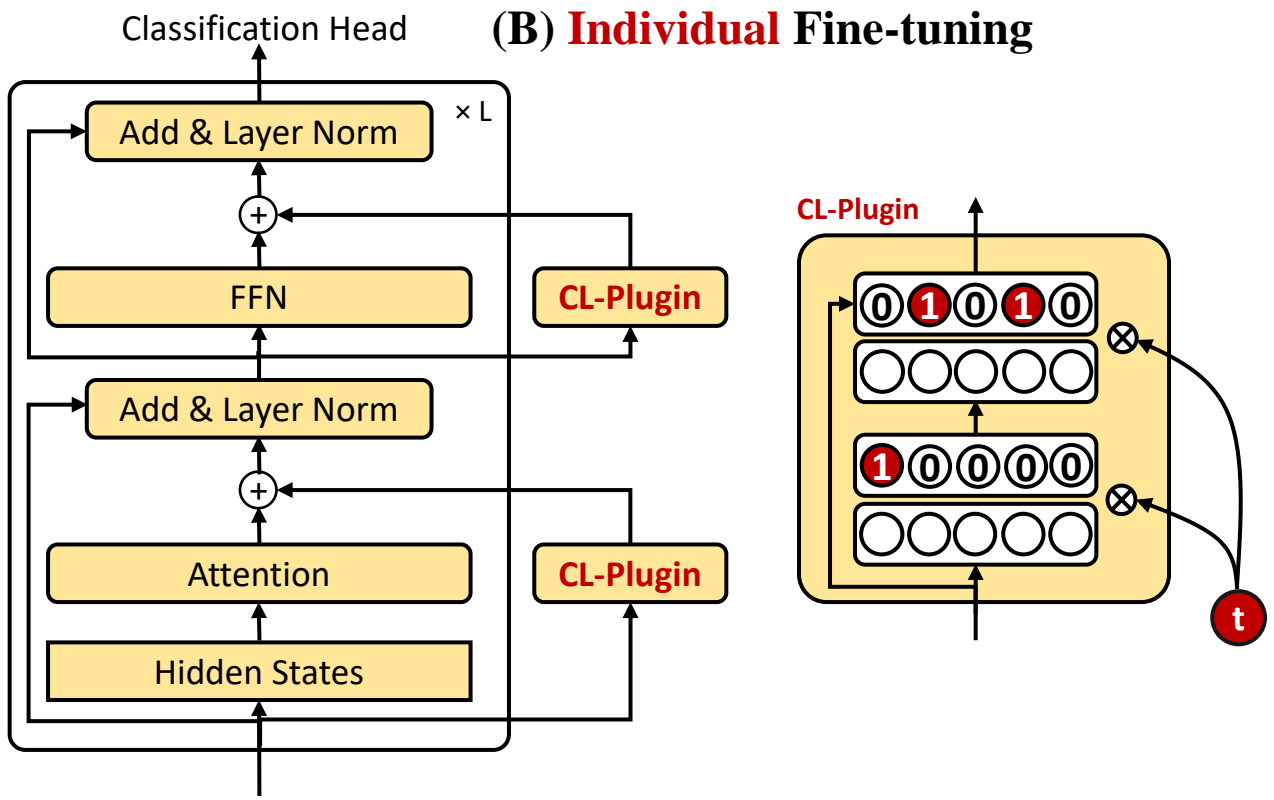 Classification Head
(B) Individual Fine-tuning
× L
Add & Layer Norm
+
FFN
CL-Plugin
Add & Layer Norm
+
Attention
CL-Plugin
Hidden States
CL-Plugin
0 1 0 1 0
1 0 0 0 0
t